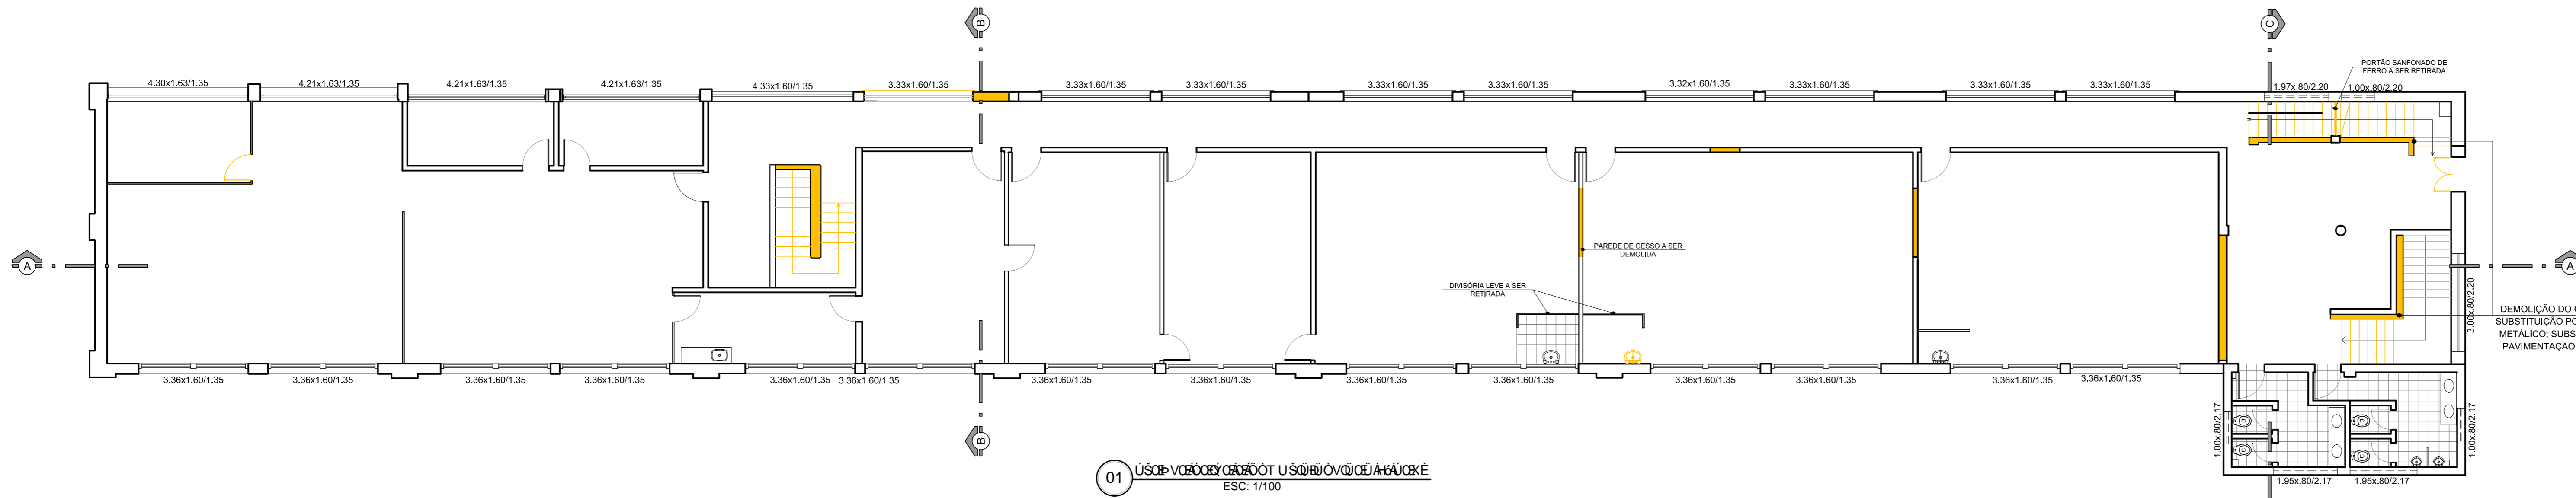 B
C
PORTÃO SANFONADO DE
FERRO A SER RETIRADA
4.30x1.63/1.35
4.21x1.63/1.35
4.21x1.63/1.35
4.21x1.63/1.35
4.33x1.60/1.35
3.33x1.60/1.35
3.33x1.60/1.35
3.33x1.60/1.35
3.33x1.60/1.35
3.33x1.60/1.35
3.32x1.60/1.35
3.33x1.60/1.35
3.33x1.60/1.35
3.33x1.60/1.35
1.97x.80/2.20
1.00x.80/2.20
PAREDE DE GESSO A SER
DEMOLIDA
A
A
DIVISÓRIA LEVE A SER
RETIRADA
3.00x.80/2.20
DEMOLIÇÃO DO
SUBSTITUIÇÃO
METÁLICO; SUBS
PAVIMENTAÇÃO
3.36x1.60/1.35
3.36x1.60/1.35
3.36x1.60/1.35
3.36x1.60/1.35
3.36x1.60/1.35
3.36x1.60/1.35
3.36x1.60/1.35
3.36x1.60/1.35
3.36x1.60/1.35
3.36x1.60/1.35
3.36x1.60/1.35
3.36x1.60/1.35
3.36x1.60/1.35
3.36x1.60/1.35
B
1.00x.80/2.17
1.00x.80/2.17
01
ESC: 1/100
1.95x.80/2.17
1.95x.80/2.17